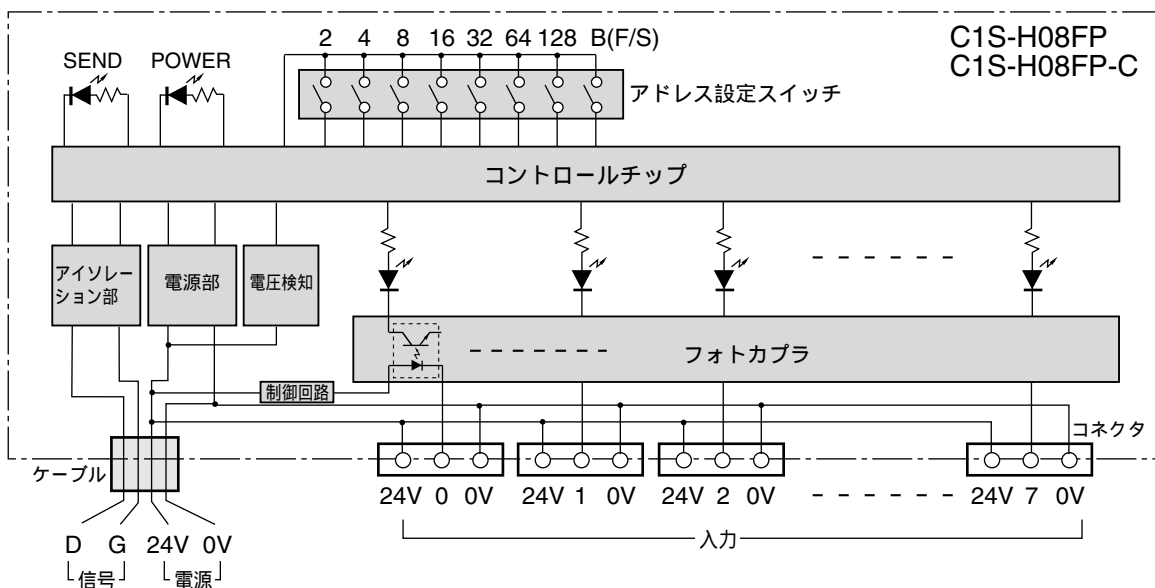 2 4 8 16 32 64 128 B(F/S)
C1S-H08FP
C1S-H08FP-C
SEND POWER
アドレス設定スイッチ
コントロールチップ
アイソレー
ション部
電源部
電圧検知
フォトカプラ
制御回路
コネクタ
ケーブル
24V 0 0V 24V 1 0V 24V 2 0V 24V 7 0V
入力
D G 24V 0V
信号 電源